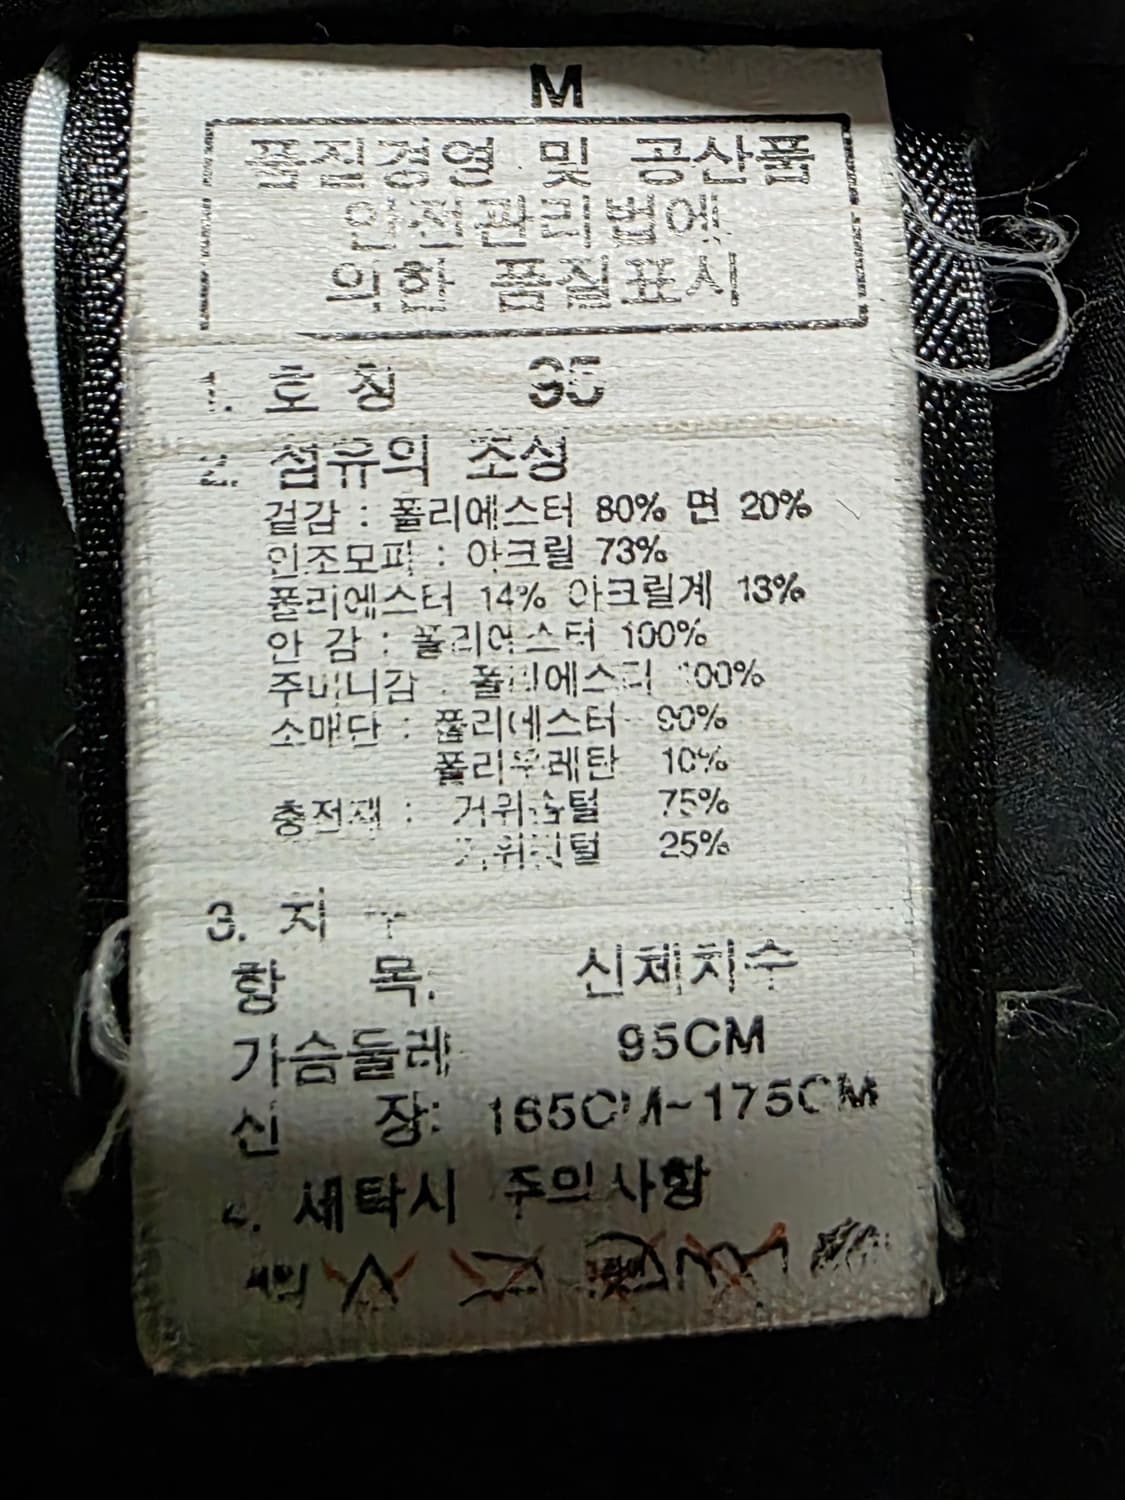 M
품질경영 및 공산품
안전관리법에
의한 품질표시
1. 호 칭 95
2. 섬유의 조성
겉감 : 폴리에스터 80% 면 20%
인조모피 : 아크릴 73%
폴리에스터 14% 아크릴계 13%
안 감 : 폴리에스터 100%
주머니감 폴리에스터 100%
소매단 : 폴리에스터 90%
폴리우레탄 10%
충전재 : 거위솜털 75%
거위깃털 25%
3. 치 수
항 목: 신체치수
가슴둘레 95CM
신 장: 165CM~175CM
4. 세탁시 주의사항